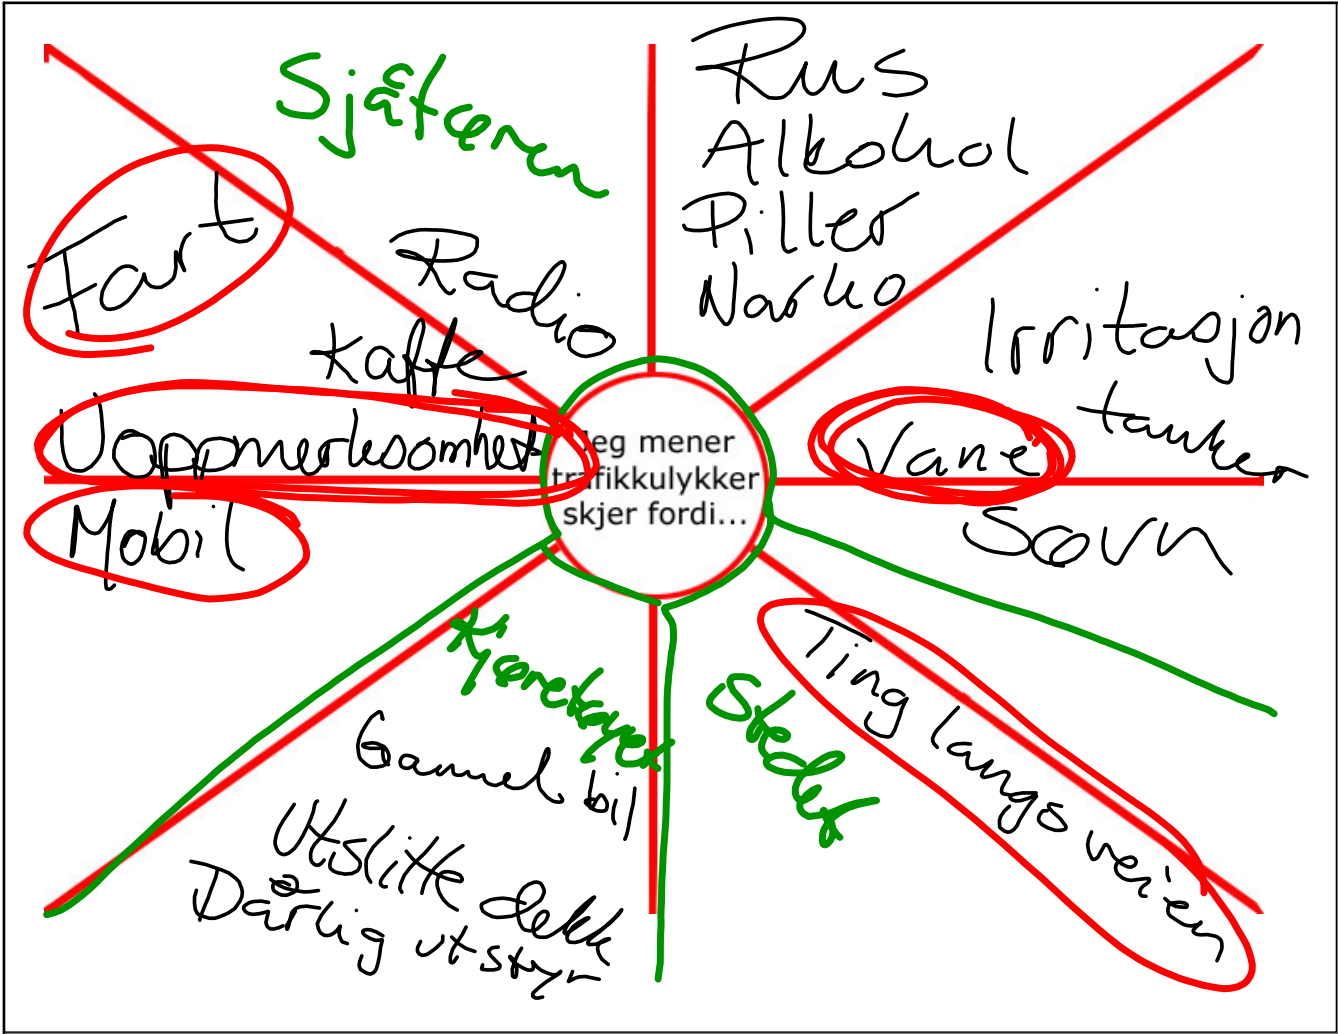 Sjåføren
Rus
Alkohol
Piller
Narko
Fart
Radio
Kaffe
Uoppmerksomhet
Mobil
Irritasjon
tanker
Vane
Søvn
Jeg mener
trafikkulykker
skjer fordi...
Kjøretøyet
Gammel bil
Utslitte dekk
Dårlig utstyr
Stedet
Ting langs veien